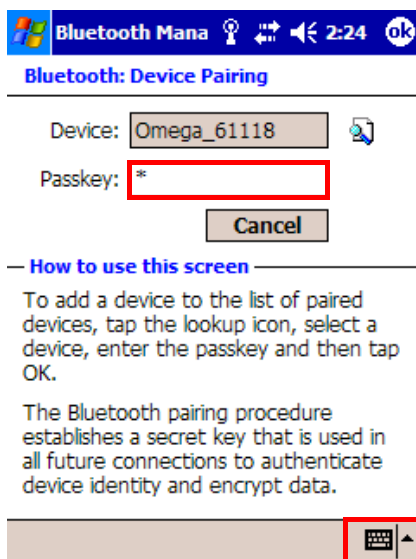 Bluetooth Mana 2:24 ok
Bluetooth: Device Pairing
Device: Omega_61118
Passkey: *
Cancel
How to use this screen
To add a device to the list of paired
devices, tap the lookup icon, select a
device, enter the passkey and then tap
OK.
The Bluetooth pairing procedure
establishes a secret key that is used in
all future connections to authenticate
device identity and encrypt data.